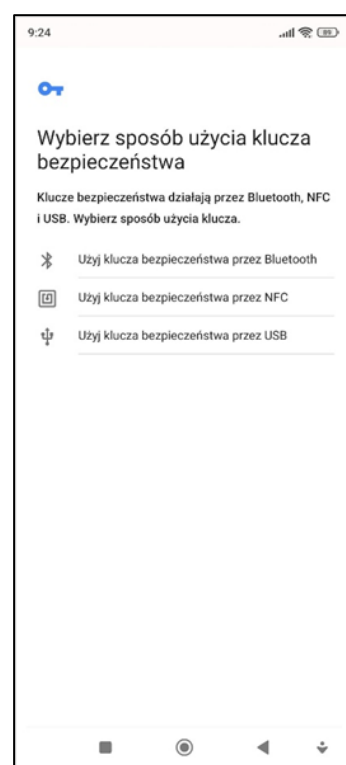 9:24
89
Wybierz sposób użycia klucza
bezpieczeństwa
Klucze bezpieczeństwa działają przez Bluetooth, NFC
i USB. Wybierz sposób użycia klucza.
Użyj klucza bezpieczeństwa przez Bluetooth
Użyj klucza bezpieczeństwa przez NFC
Użyj klucza bezpieczeństwa przez USB